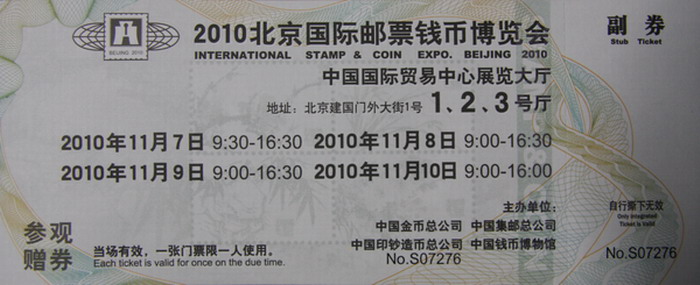 2010北京国际邮票钱币博览会
INTERNATIONAL STAMP & COIN EXPO. BEIJING 2010
BEIJING 2010
中国国际贸易中心展览大厅
地址：北京建国门外大街1号 1、2、3号厅
2010年11月7日 9:30-16:30 2010年11月8日 9:00-16:30
2010年11月9日 9:00-16:30 2010年11月10日 9:00-16:00
主办单位：
中国金币总公司 中国集邮总公司
中国印钞造币总公司 中国钱币博物馆
参观
赠券
当场有效，一张门票限一人使用。
Each ticket is valid for once on the due time.
No.S07276
副 券
Stub Ticket
自行撕下无效
Only integrated
Ticket is Valid
No.S07276